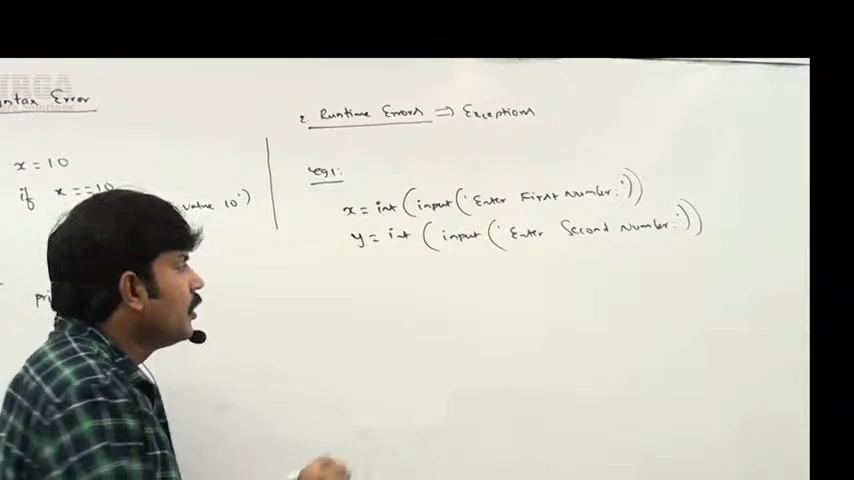 ntax Error
x = 10
if x == 10
value 10')
pri
2. Runtime Errors ⇒ Exceptions
eg1:
x = int(input('Enter First Number:'))
y = int(input('Enter Second Number:'))